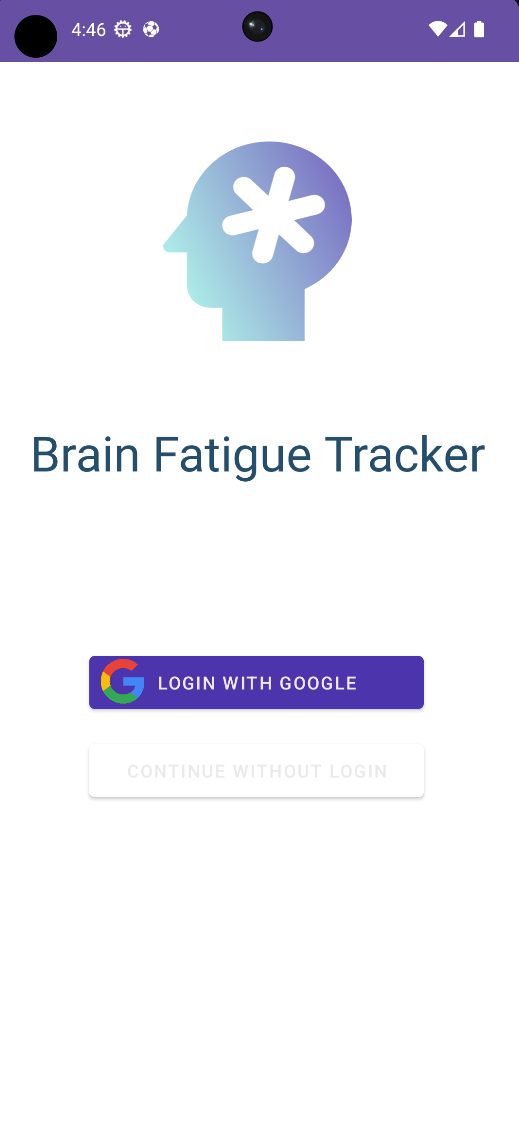 4:46
Brain Fatigue Tracker
LOGIN WITH GOOGLE
CONTINUE WITHOUT LOGIN